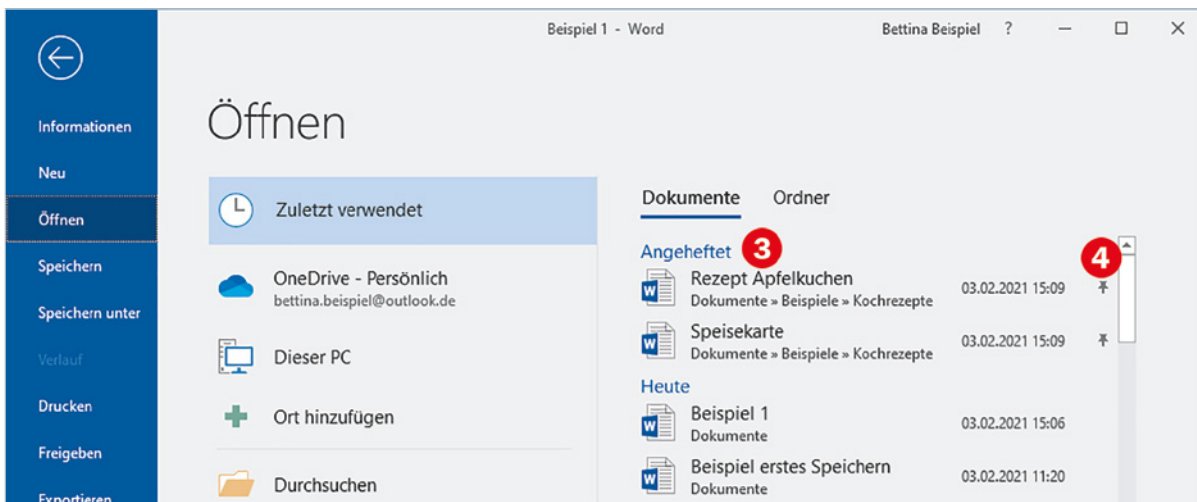 Beispiel 1 - Word
Bettina Beispiel ?
Informationen
Neu
Öffnen
Speichern
Speichern unter
Verlauf
Drucken
Freigeben
Exportieren
Öffnen
Zuletzt verwendet
OneDrive - Persönlich
bettina.beispiel@outlook.de
Dieser PC
Ort hinzufügen
Durchsuchen
Dokumente Ordner
Angeheftet 3 4
Rezept Apfelkuchen
Dokumente » Beispiele » Kochrezepte 03.02.2021 15:09
Speisekarte
Dokumente » Beispiele » Kochrezepte 03.02.2021 15:09
Heute
Beispiel 1
Dokumente 03.02.2021 15:06
Beispiel erstes Speichern
Dokumente 03.02.2021 11:20